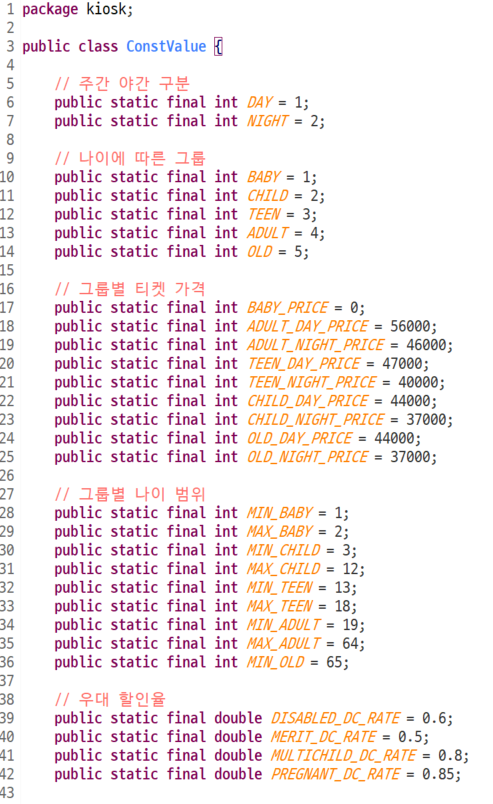 1 package kiosk;
2
3 public class ConstValue {
4
5 // 주간 야간 구분
6 public static final int DAY = 1;
7 public static final int NIGHT = 2;
8
9 // 나이에 따른 그룹
10 public static final int BABY = 1;
11 public static final int CHILD = 2;
12 public static final int TEEN = 3;
13 public static final int ADULT = 4;
14 public static final int OLD = 5;
15
16 // 그룹별 티켓 가격
17 public static final int BABY_PRICE = 0;
18 public static final int ADULT_DAY_PRICE = 56000;
19 public static final int ADULT_NIGHT_PRICE = 46000;
20 public static final int TEEN_DAY_PRICE = 47000;
21 public static final int TEEN_NIGHT_PRICE = 40000;
22 public static final int CHILD_DAY_PRICE = 44000;
23 public static final int CHILD_NIGHT_PRICE = 37000;
24 public static final int OLD_DAY_PRICE = 44000;
25 public static final int OLD_NIGHT_PRICE = 37000;
26
27 // 그룹별 나이 범위
28 public static final int MIN_BABY = 1;
29 public static final int MAX_BABY = 2;
30 public static final int MIN_CHILD = 3;
31 public static final int MAX_CHILD = 12;
32 public static final int MIN_TEEN = 13;
33 public static final int MAX_TEEN = 18;
34 public static final int MIN_ADULT = 19;
35 public static final int MAX_ADULT = 64;
36 public static final int MIN_OLD = 65;
37
38 // 우대 할인율
39 public static final double DISABLED_DC_RATE = 0.6;
40 public static final double MERIT_DC_RATE = 0.5;
41 public static final double MULTICHILD_DC_RATE = 0.8;
42 public static final double PREGNANT_DC_RATE = 0.85;
43